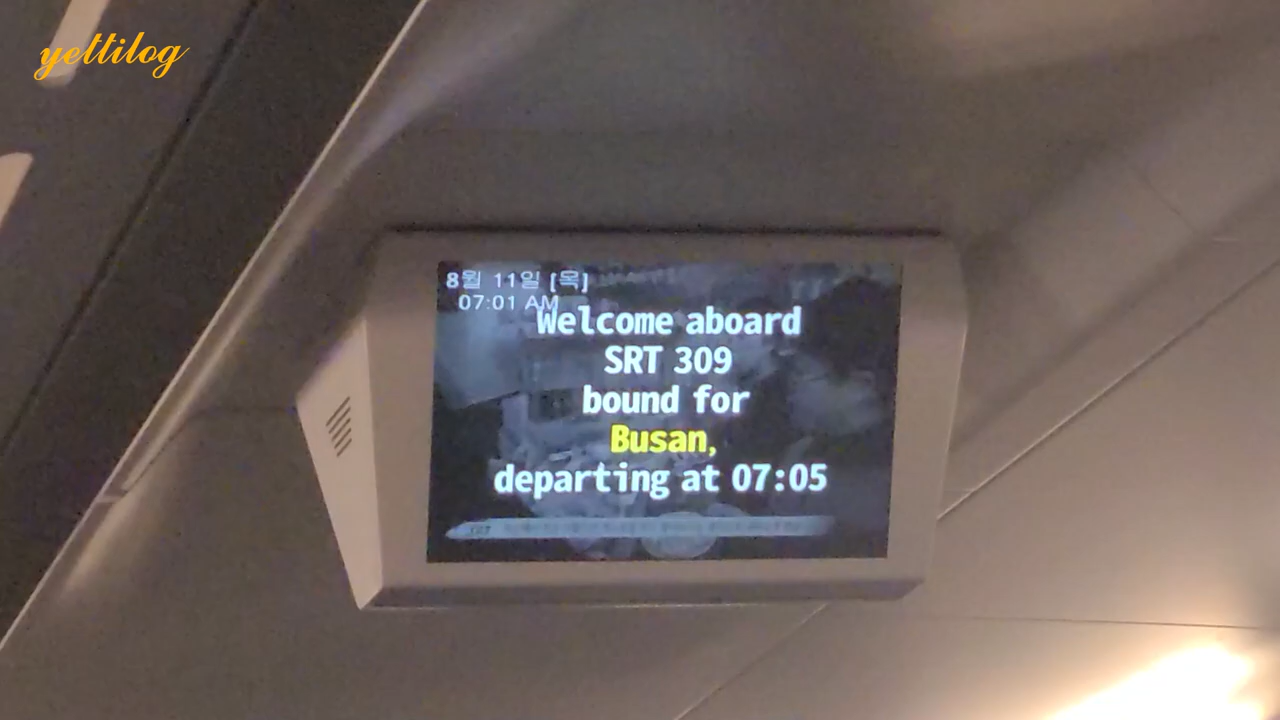 yettilog
8월 11일 [목]
07:01 AM
Welcome aboard
SRT 309
bound for
Busan,
departing at 07:05